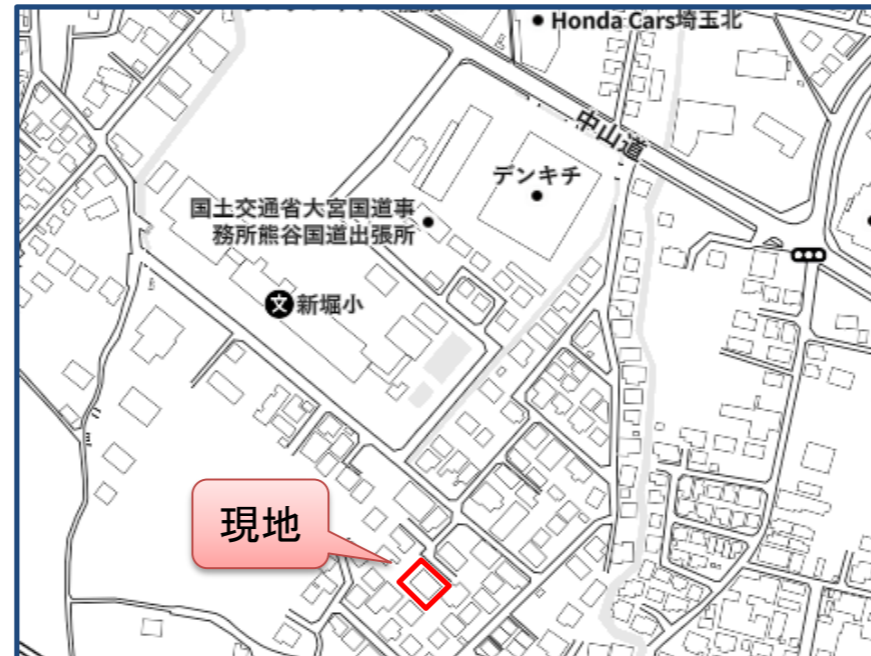 Honda Cars埼玉北
中山道
デンキチ
国土交通省大宮国道事
務所熊谷国道出張所
文
新堀小
現地